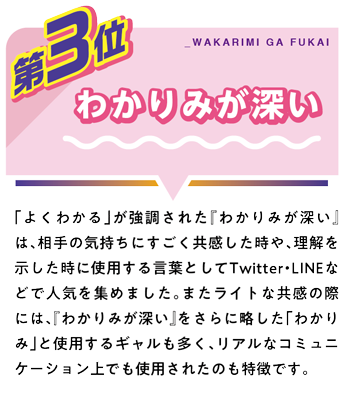 第3位
_WAKARIMI GA FUKAI
わかりみが深い
「よくわかる」が強調された『わかりみが深い』
は、相手の気持ちにすごく共感した時や、理解を
示した時に使用する言葉としてTwitter・LINEな
どで人気を集めました。またライトな共感の際
には、『わかりみが深い』をさらに略した「わかり
み」と使用するギャルも多く、リアルなコミュニ
ケーション上でも使用されたのも特徴です。